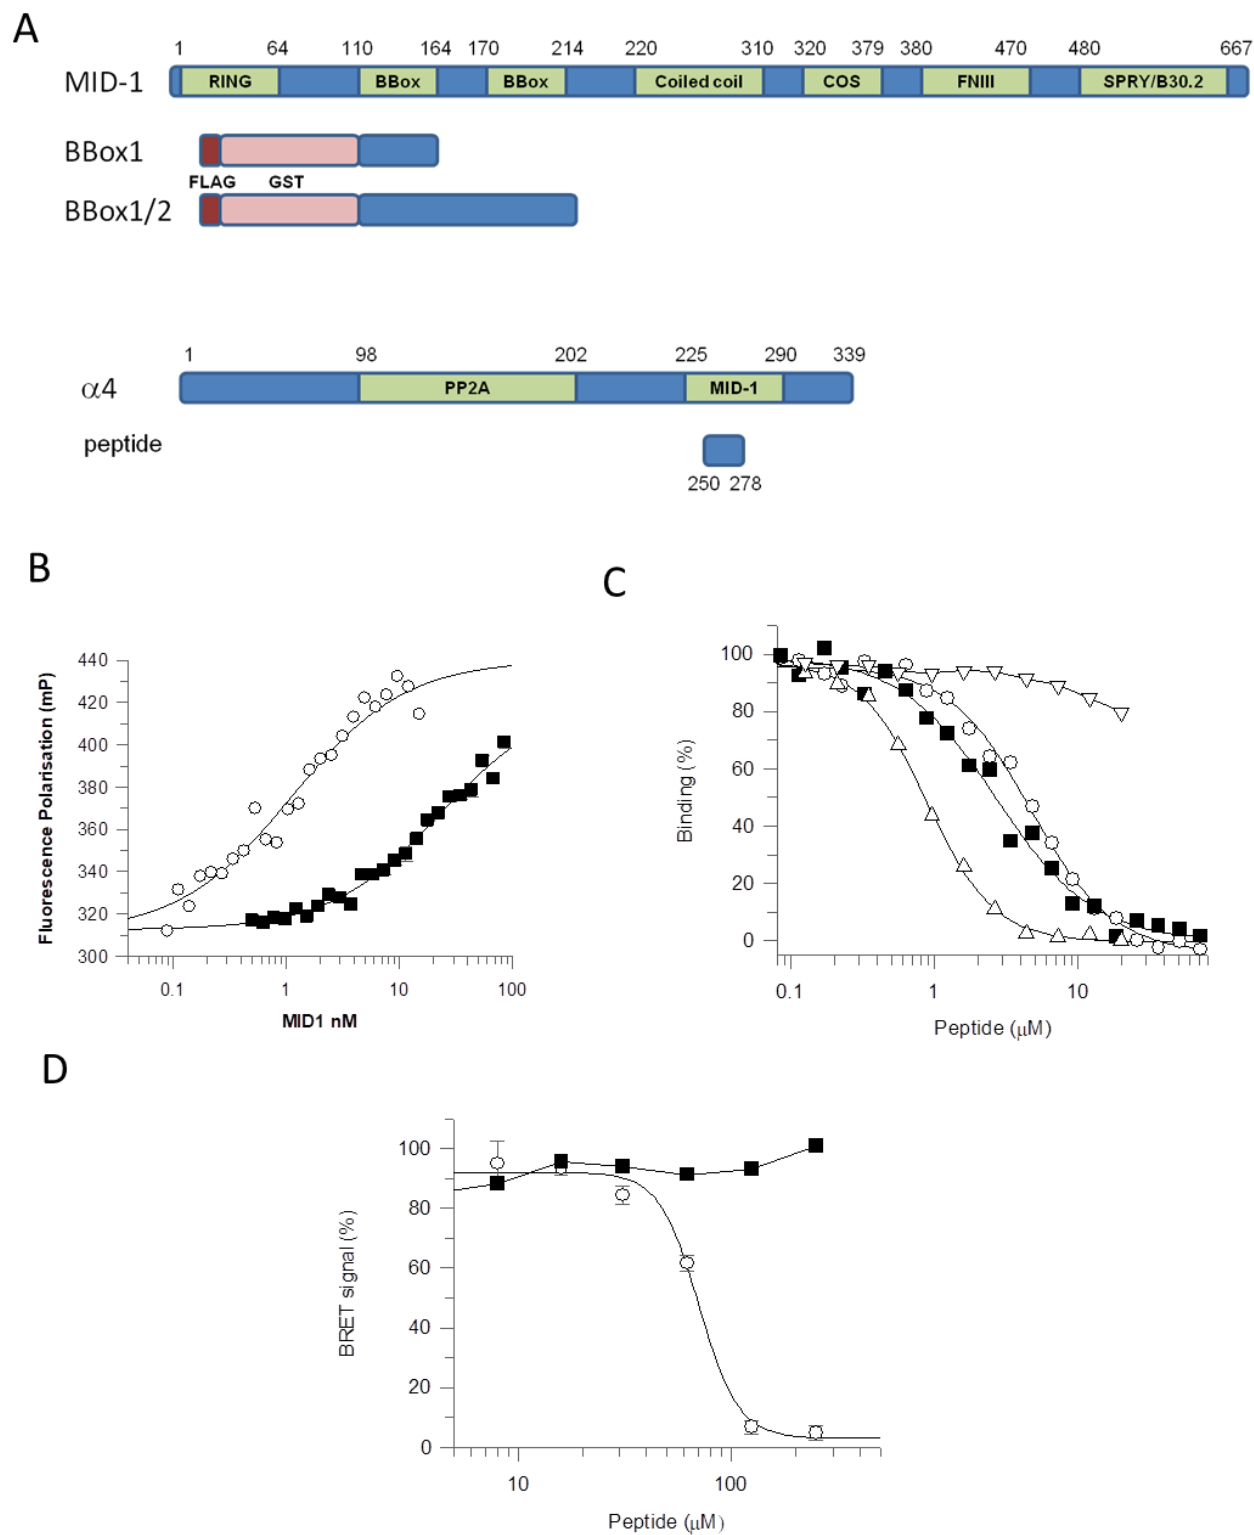 A
1 64 110 164 170 214 220 310 320 379 380 470 480 667
MID-1 RING BBox BBox Coiled coil COS FNIII SPRY/B30.2
BBox1
FLAG GST
BBox1/2
1 98 202 225 290 339
α4 PP2A MID-1
peptide
250 278
B
440
420
400
380
360
340
320
300
Fluorescence Polarisation (mP)
0.1 1 10 100
MID1 nM
C
100
80
60
40
20
0
Binding (%)
0.1 1 10
Peptide (μM)
D
100
80
60
40
20
0
BRET signal (%)
10 100
Peptide (μM)